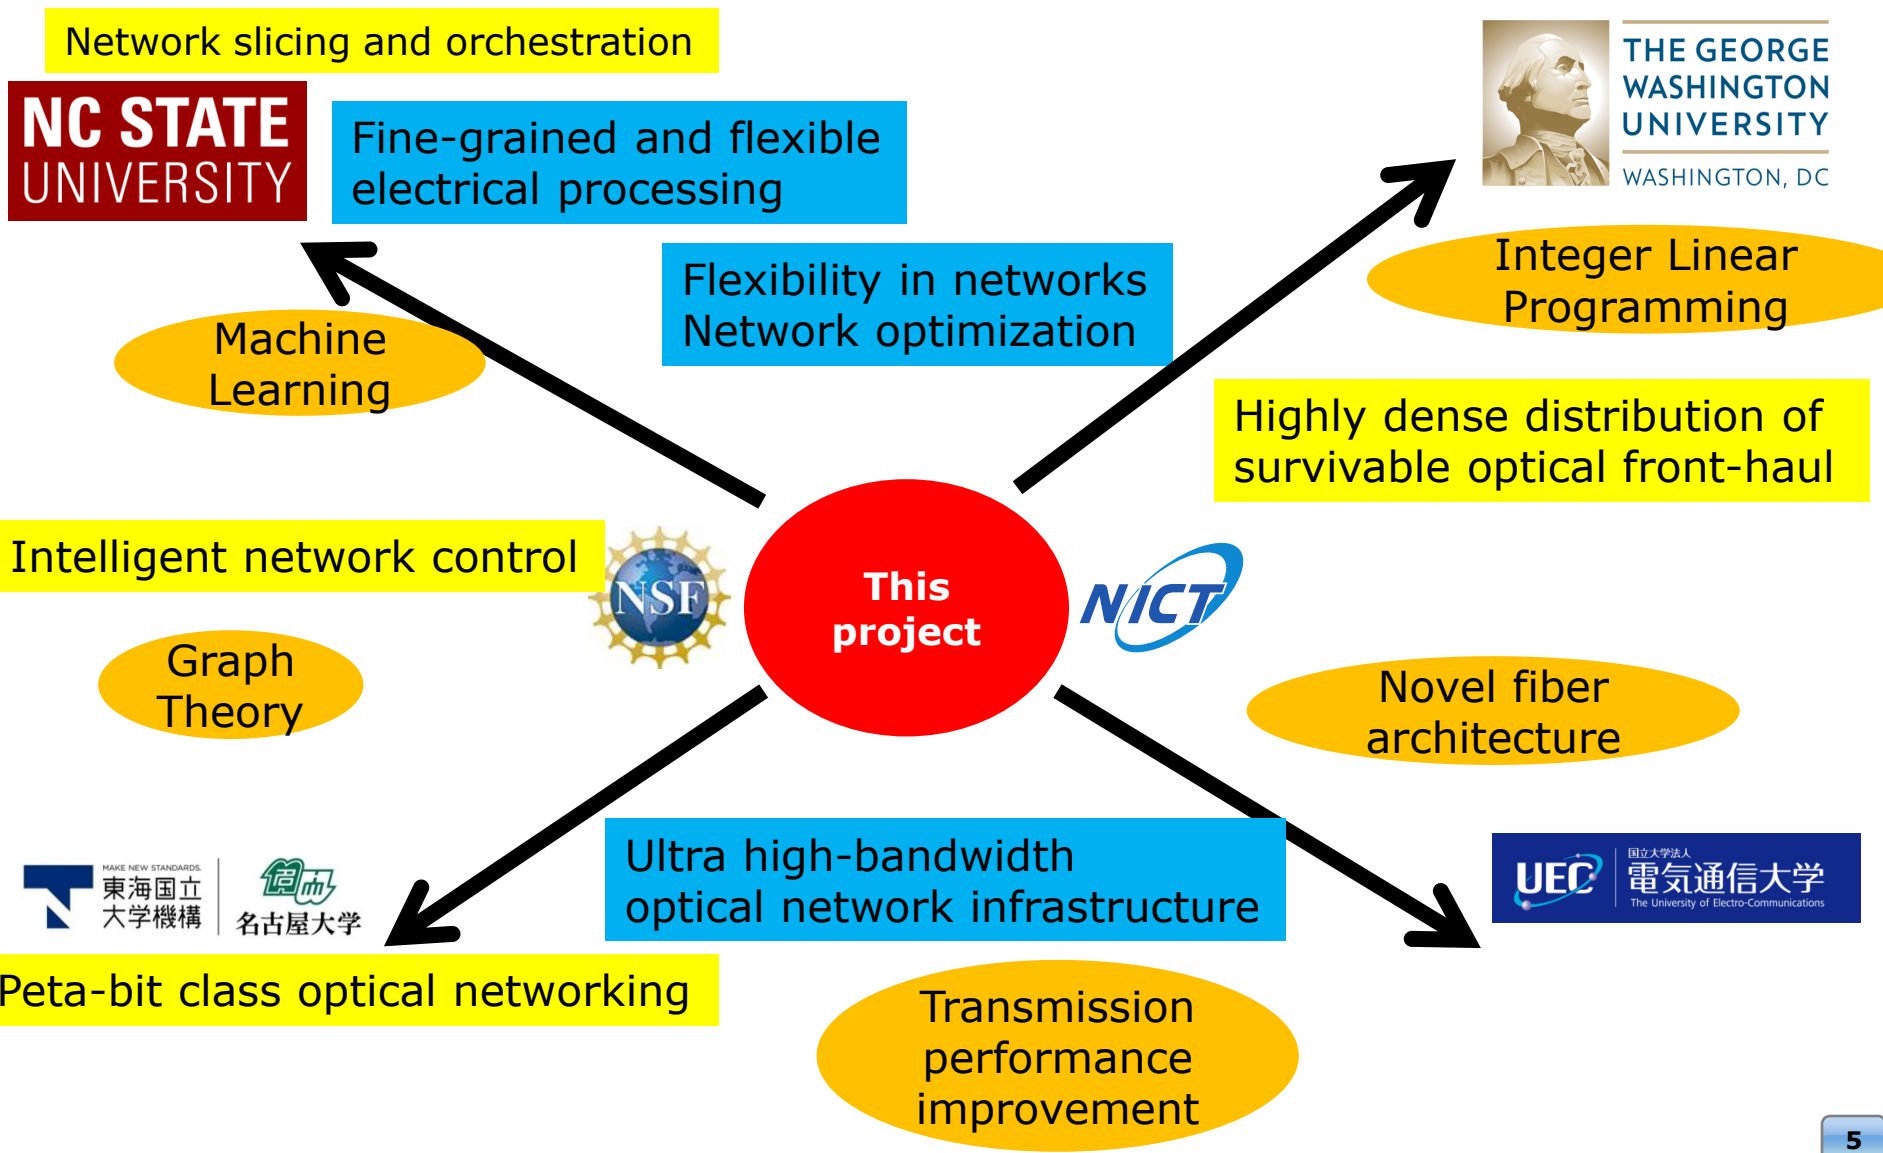 Network slicing and orchestration
NC STATE
UNIVERSITY
Fine-grained and flexible
electrical processing
THE GEORGE
WASHINGTON
UNIVERSITY
WASHINGTON, DC
Flexibility in networks
Network optimization
Integer Linear
Programming
Machine
Learning
Highly dense distribution of
survivable optical front-haul
Intelligent network control
NSF
This
project
NICT
Graph
Theory
Novel fiber
architecture
MAKE NEW STANDARDS.
東海国立
大学機構
名古屋大学
Ultra high-bandwidth
optical network infrastructure
UEC
国立大学法人
電気通信大学
The University of Electro-Communications
Peta-bit class optical networking
Transmission
performance
improvement
5